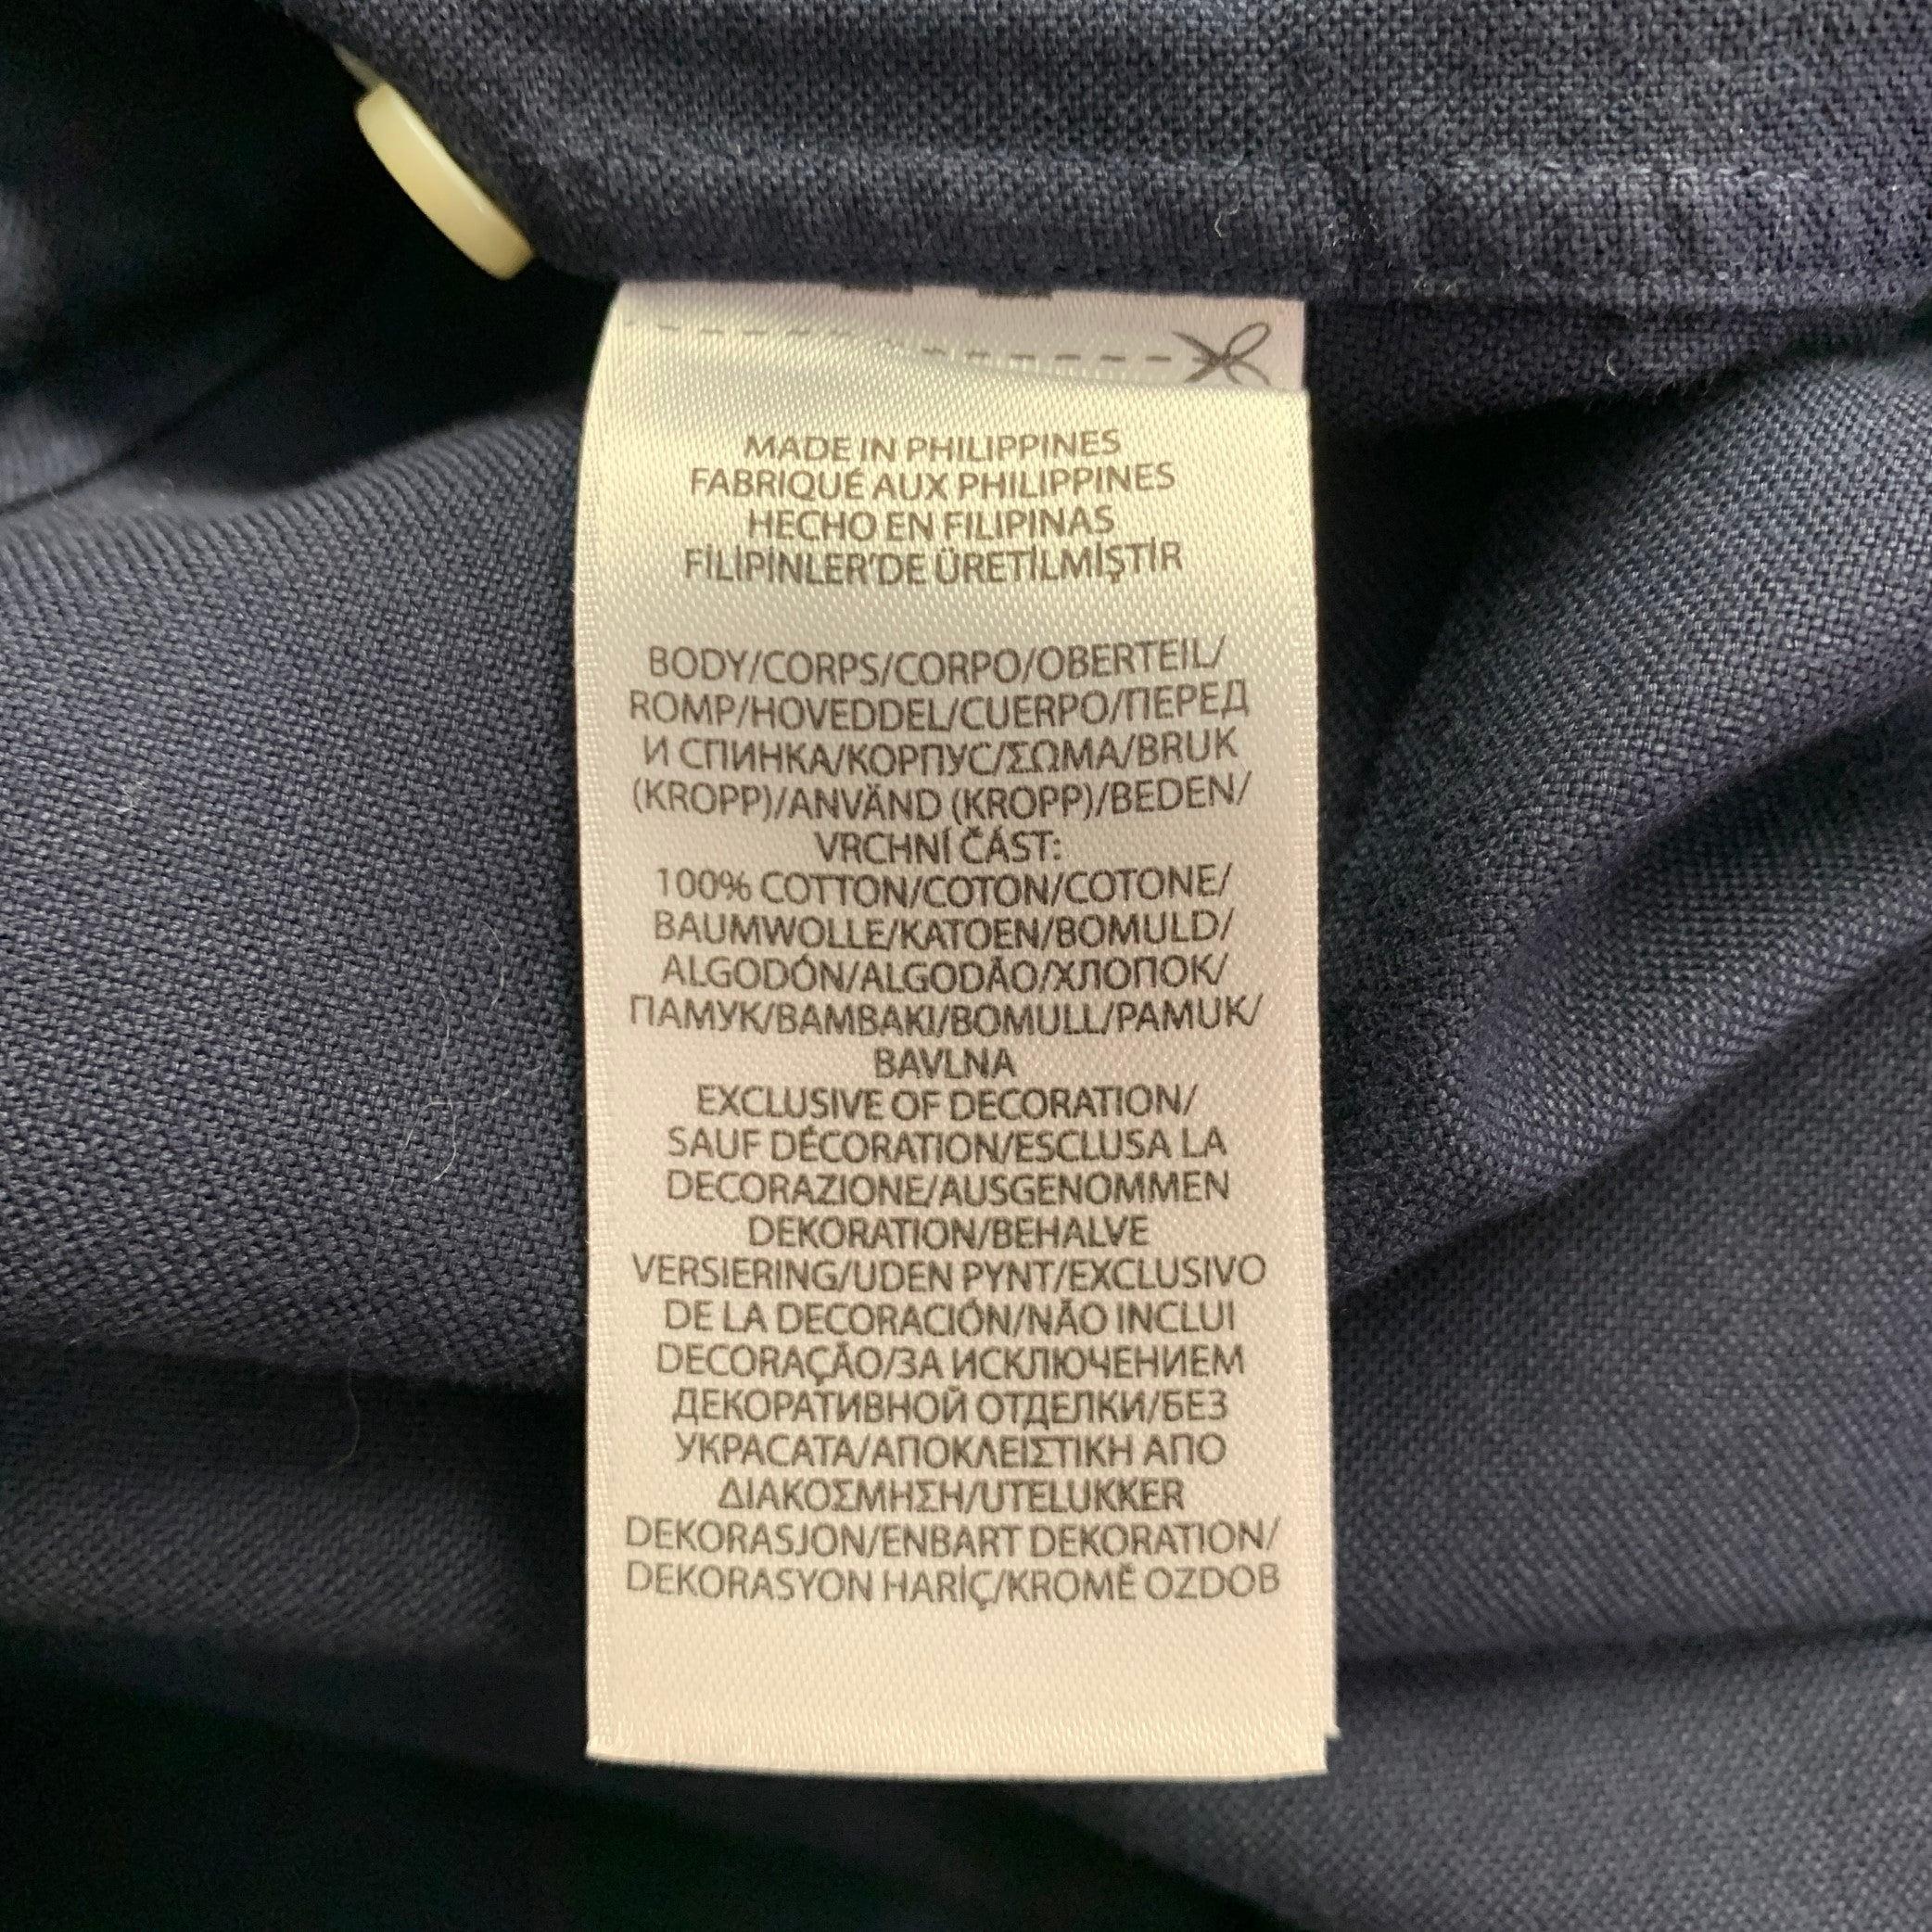 MADE IN PHILIPPINES
FABRIQUÉ AUX PHILIPPINES
HECHO EN FILIPINAS
FİLİPİNLER'DE ÜRETİLMİŞTİR
BODY/CORPS/CORPO/OBERTEIL/
ROMP/HOVEDDEL/CUERPO/ПЕРЕД
И СПИНКА/КОРПУС/ΣΩΜΑ/BRUK
(KROPP)/ANVÄND (KROPP)/BEDEN/
VRCHNÍ ČÁST:
100% COTTON/COTON/COTONE/
BAUMWOLLE/KATOEN/BOMULD/
ALGODÓN/ALGODÃO/ХЛОПОК/
ПАМУК/ΒΑΜΒΑΚΙ/BOMULL/PAMUK/
BAVLNA
EXCLUSIVE OF DECORATION/
SAUF DÉCORATION/ESCLUSA LA
DECORAZIONE/AUSGENOMMEN
DEKORATION/BEHALVE
VERSIERING/UDEN PYNT/EXCLUSIVO
DE LA DECORACIÓN/NÃO INCLUI
DECORAÇÃO/ЗА ИСКЛЮЧЕНИЕМ
ДЕКОРАТИВНОЙ ОТДЕЛКИ/БЕЗ
УКРАСАТА/ΑΠΟΚΛΕΙΣΤΙΚΗ ΑΠΟ
ΔΙΑΚΟΣΜΗΣΗ/UTELUKKER
DEKORASJON/ENBART DEKORATION/
DEKORASYON HARİÇ/KROMĚ OZDOB